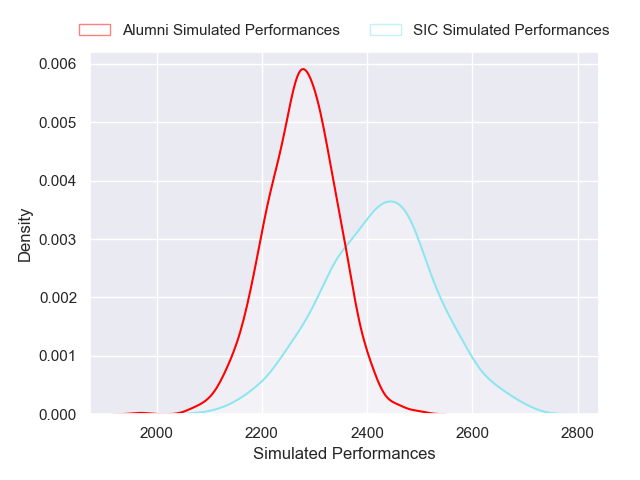 Alumni Simulated Performances SIC Simulated Performances
0.006
0.005
0.004
0.003
0.002
0.001
0.000
Density
2000 2200 2400 2600 2800
Simulated Performances